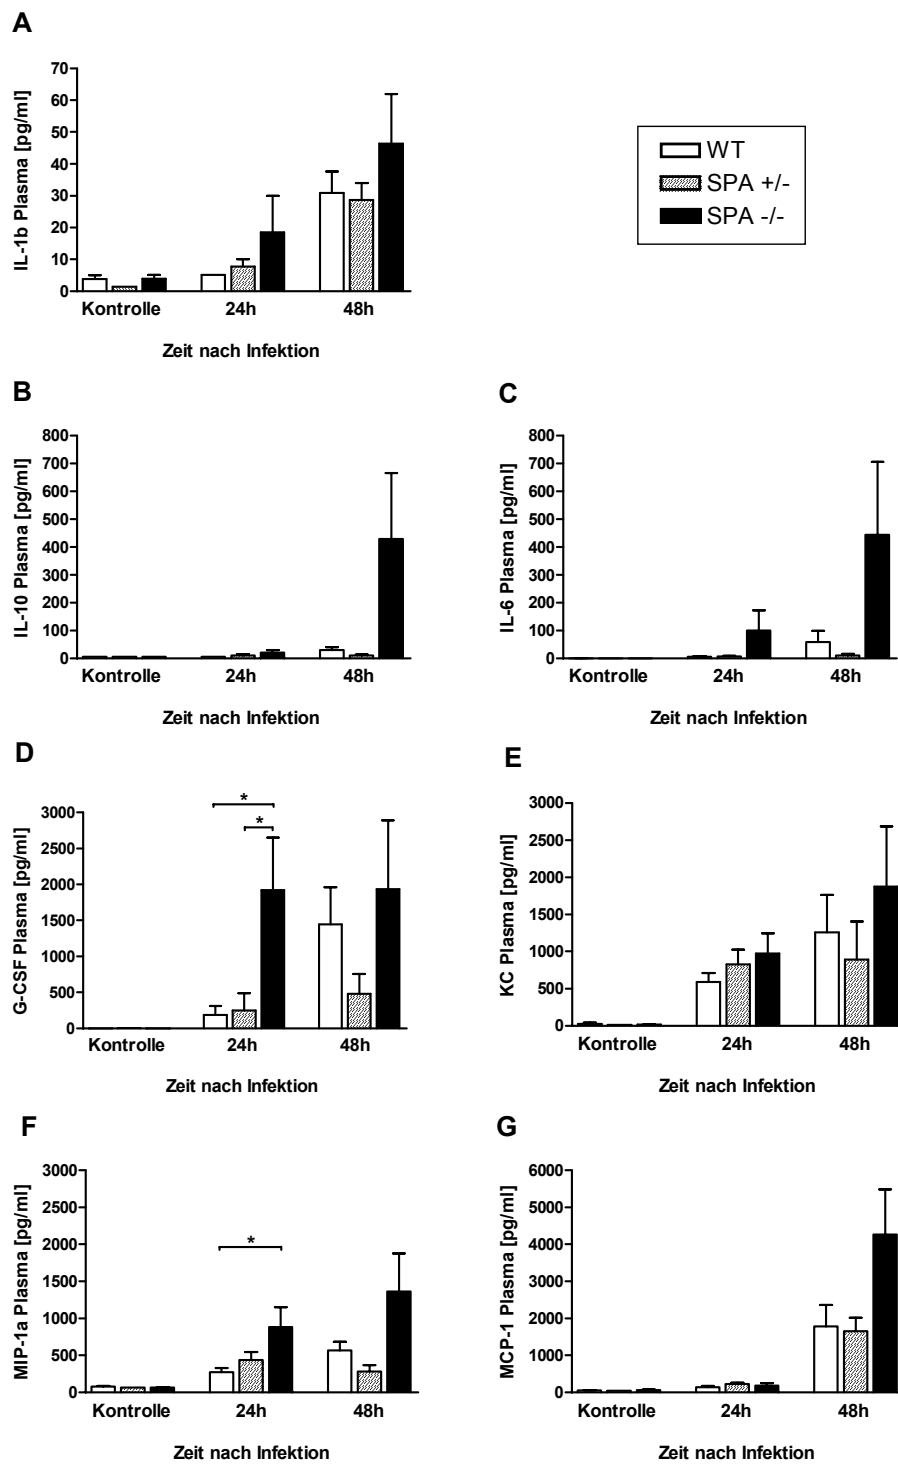 A
IL-1b Plasma [pg/ml]
70
60
50
40
30
20
10
0
Kontrolle 24h 48h
Zeit nach Infektion
WT
SPA +/-
SPA -/-
B
IL-10 Plasma [pg/ml]
800
700
600
500
400
300
200
100
0
Kontrolle 24h 48h
Zeit nach Infektion
C
IL-6 Plasma [pg/ml]
800
700
600
500
400
300
200
100
0
Kontrolle 24h 48h
Zeit nach Infektion
D
G-CSF Plasma [pg/ml]
3000
2500
2000
1500
1000
500
0
*
*
Kontrolle 24h 48h
Zeit nach Infektion
E
KC Plasma [pg/ml]
3000
2500
2000
1500
1000
500
0
Kontrolle 24h 48h
Zeit nach Infektion
F
MIP-1a Plasma [pg/ml]
3000
2500
2000
1500
1000
500
0
*
Kontrolle 24h 48h
Zeit nach Infektion
G
MCP-1 Plasma [pg/ml]
6000
5000
4000
3000
2000
1000
0
Kontrolle 24h 48h
Zeit nach Infektion